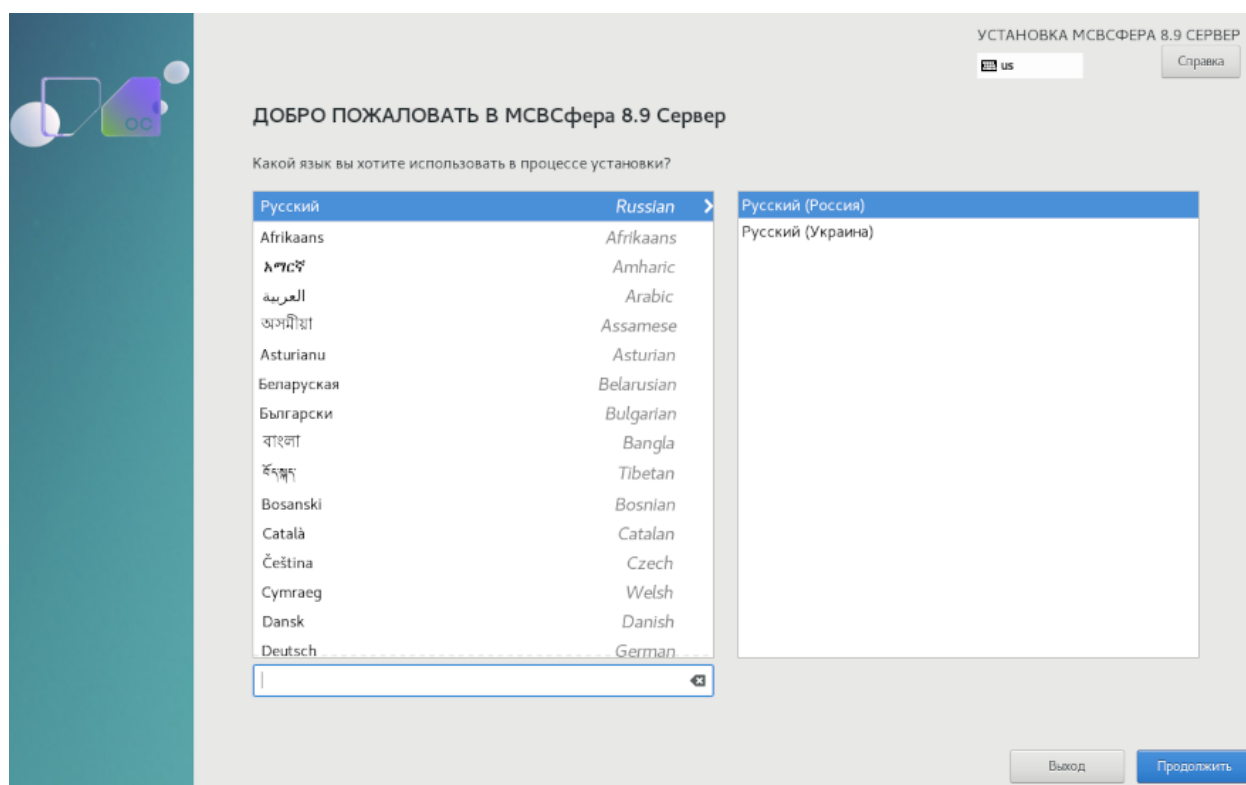 УСТАНОВКА МСВСФЕРА 8.9 СЕРВЕР
us
Справка
ОС
ДОБРО ПОЖАЛОВАТЬ В МСВСфера 8.9 Сервер
Какой язык вы хотите использовать в процессе установки?
Русский Russian
Afrikaans Afrikaans
አማርኛ Amharic
العربية Arabic
অসমীয়া Assamese
Asturianu Asturian
Беларуская Belarusian
Български Bulgarian
বাংলা Bangla
བོད་སྐད་ Tibetan
Bosanski Bosnian
Català Catalan
Čeština Czech
Cymraeg Welsh
Dansk Danish
Deutsch German
Русский (Россия)
Русский (Украина)
Выход
Продолжить